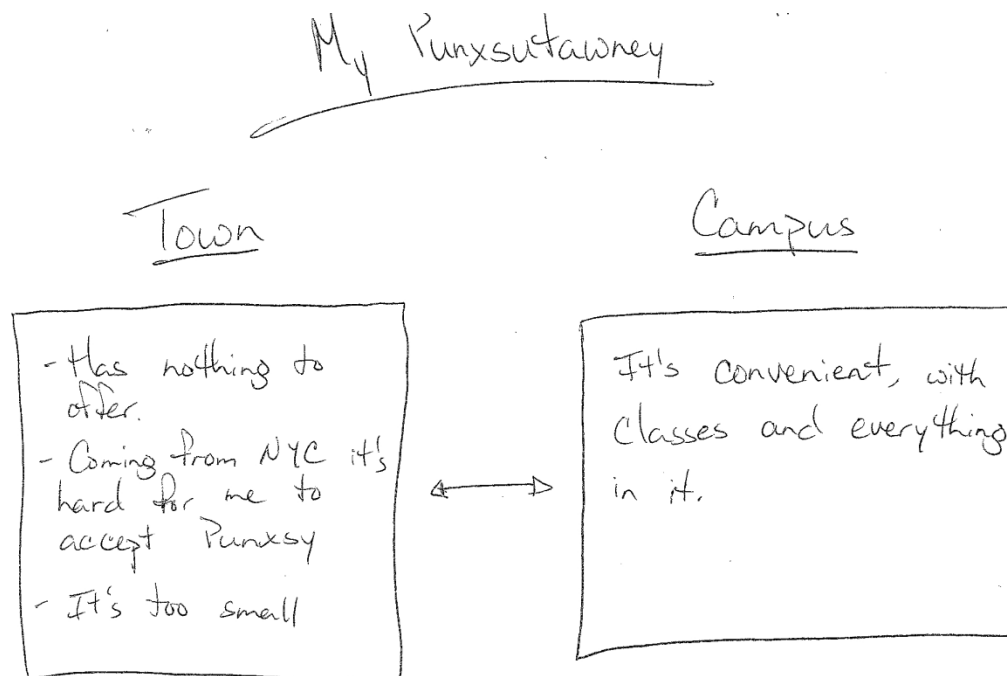 My Punxsutawney
Town
- Has nothing to
offer.
- Coming from NYC it's
hard for me to
accept Punxsy
- It's too small
Campus
It's convenient, with
classes and everything
in it.